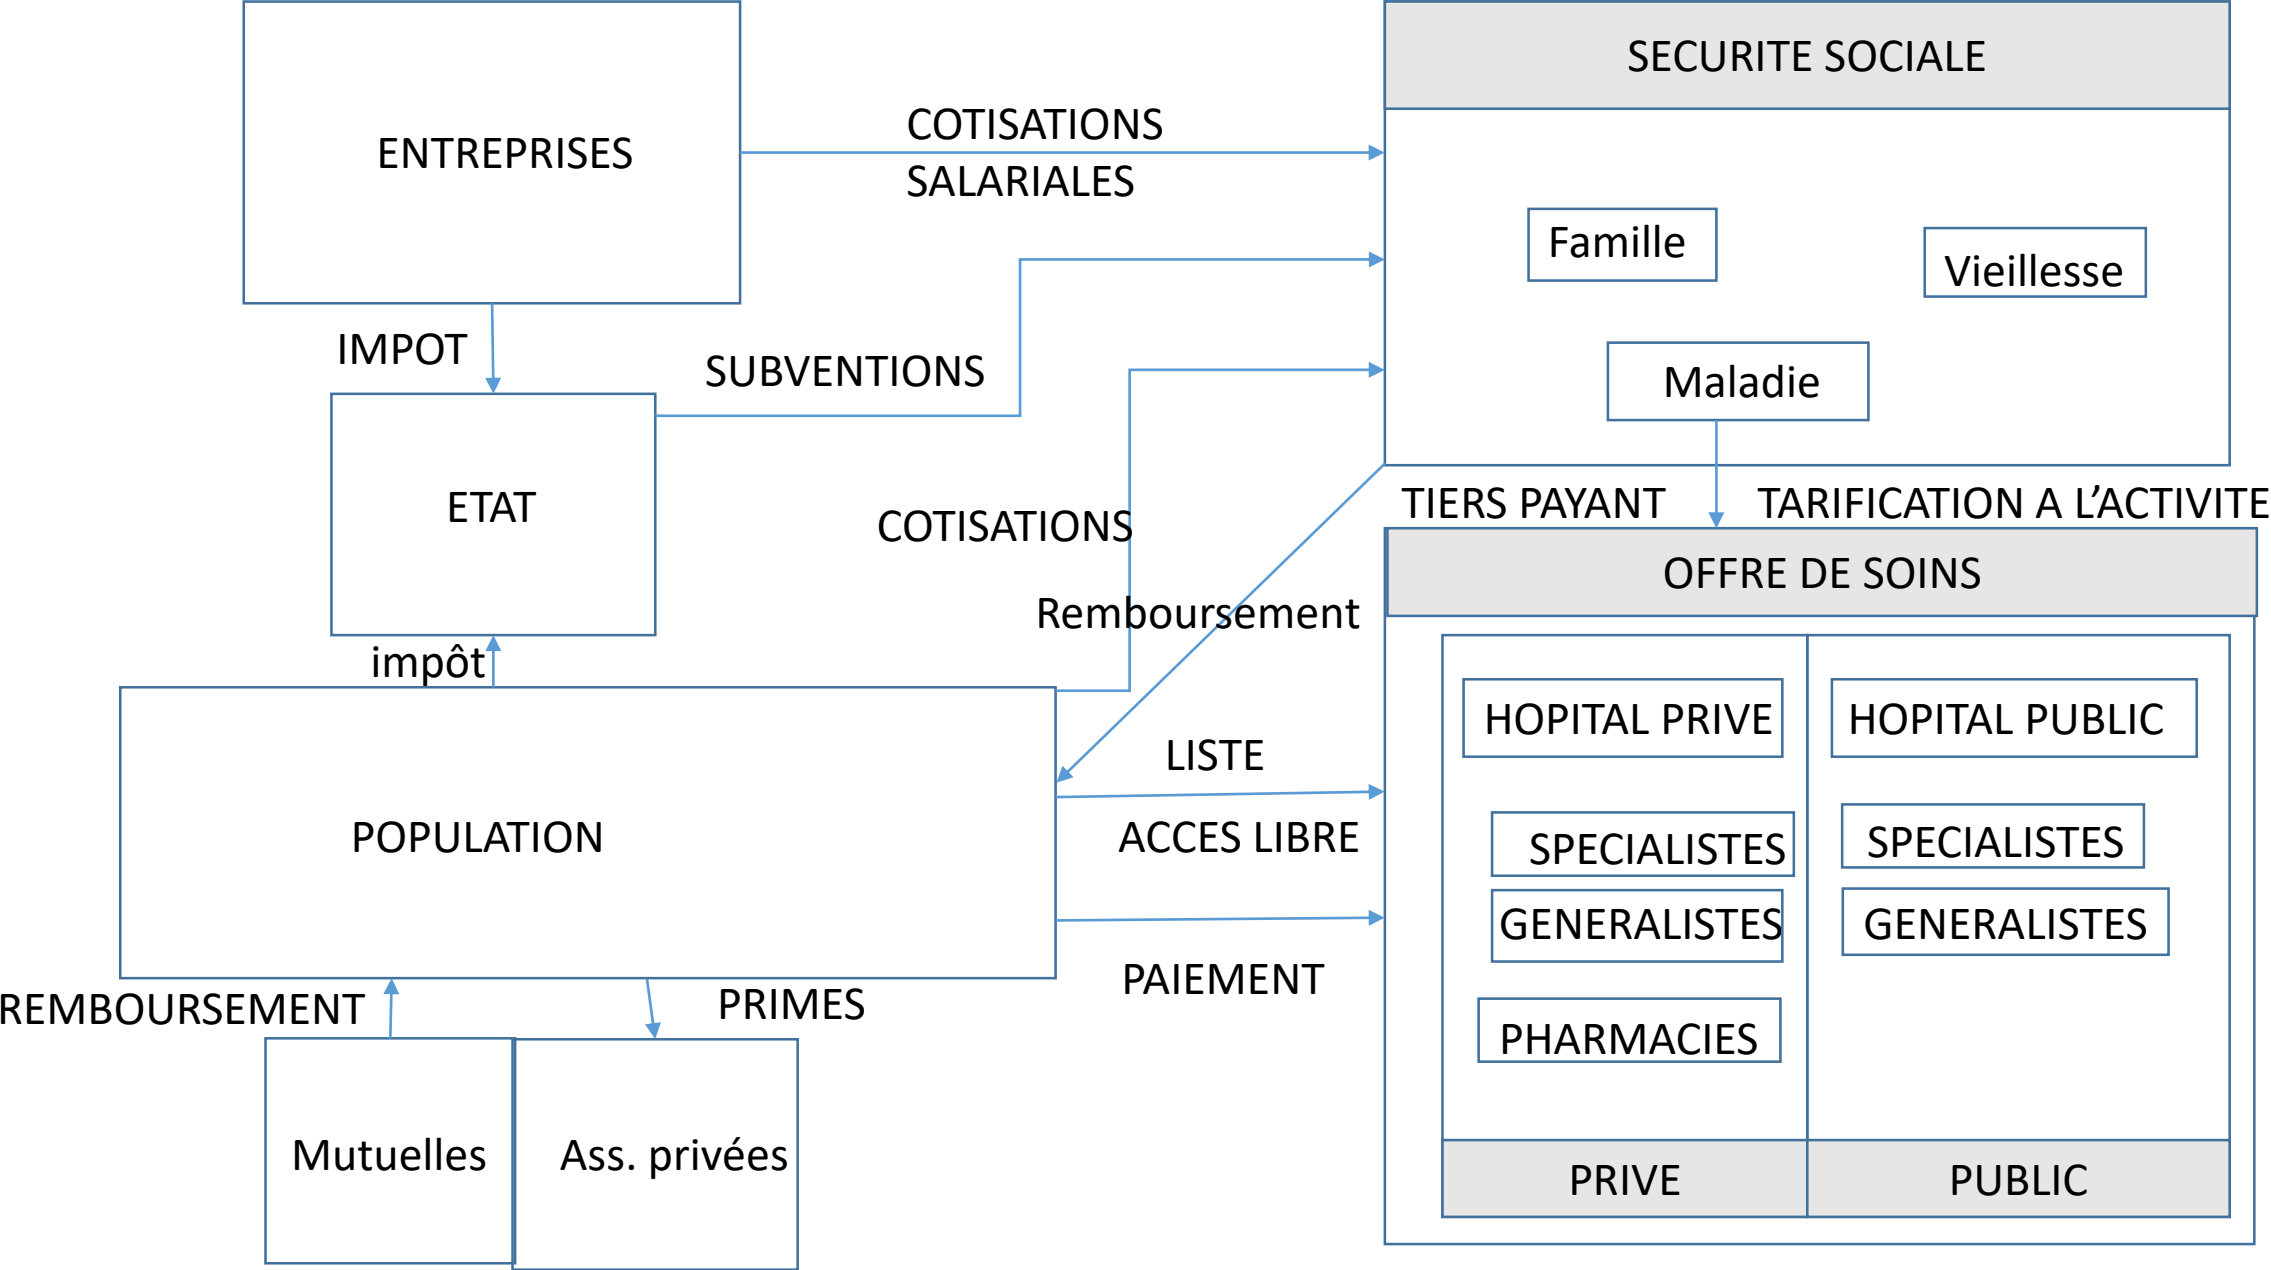 SECURITE SOCIALE
COTISATIONS
ENTREPRISES
SALARIALES
Famille
Vieillesse
IMPOT
SUBVENTIONS
Maladie
ETAT
TIERS PAYANT
TARIFICATION A L’ACTIVITE
COTISATIONS
OFFRE DE SOINS
Remboursement
impôt
HOPITAL PRIVE
HOPITAL PUBLIC
LISTE
POPULATION
ACCES LIBRE
SPECIALISTES
SPECIALISTES
GENERALISTES
GENERALISTES
PAIEMENT
REMBOURSEMENT
PRIMES
PHARMACIES
Mutuelles
Ass. privées
PRIVE
PUBLIC